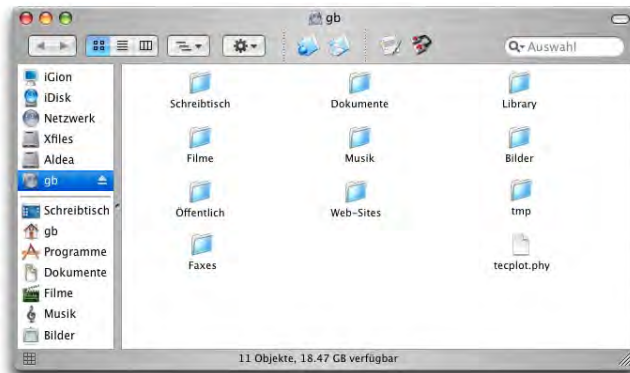 gb
Auswahl
iGion
iDisk
Netzwerk
Xfiles
Aldea
gb
Schreibtisch
gb
Programme
Dokumente
Filme
Musik
Bilder
Schreibtisch
Dokumente
Library
Filme
Musik
Bilder
Öffentlich
Web-Sites
tmp
Faxes
tecplot.phy
11 Objekte, 18.47 GB verfügbar